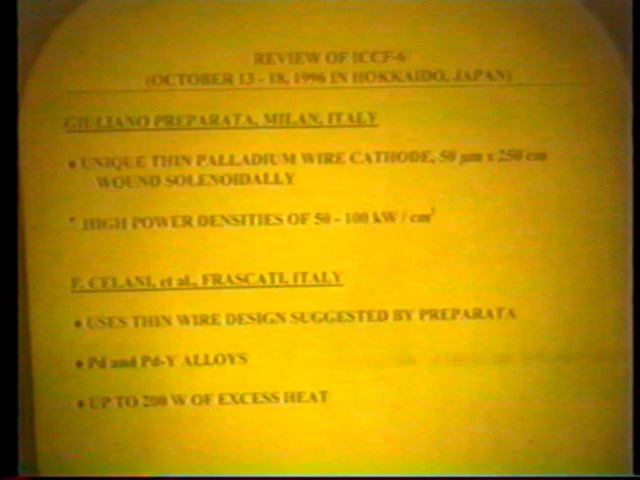 REVIEW OF ICCF-6
(OCTOBER 13 - 18, 1996 IN HOKKAIDO, JAPAN)
GIULIANO PREPARATA, MILAN, ITALY
♦ UNIQUE THIN PALLADIUM WIRE CATHODE, 50 µm x 250 cm
WOUND SOLENOIDALLY
* HIGH POWER DENSITIES OF 50 - 100 kW / cm³
F. CELANI, et al., FRASCATI, ITALY
♦ USES THIN WIRE DESIGN SUGGESTED BY PREPARATA
♦ Pd and Pd-Y ALLOYS
♦ UP TO 200 W OF EXCESS HEAT